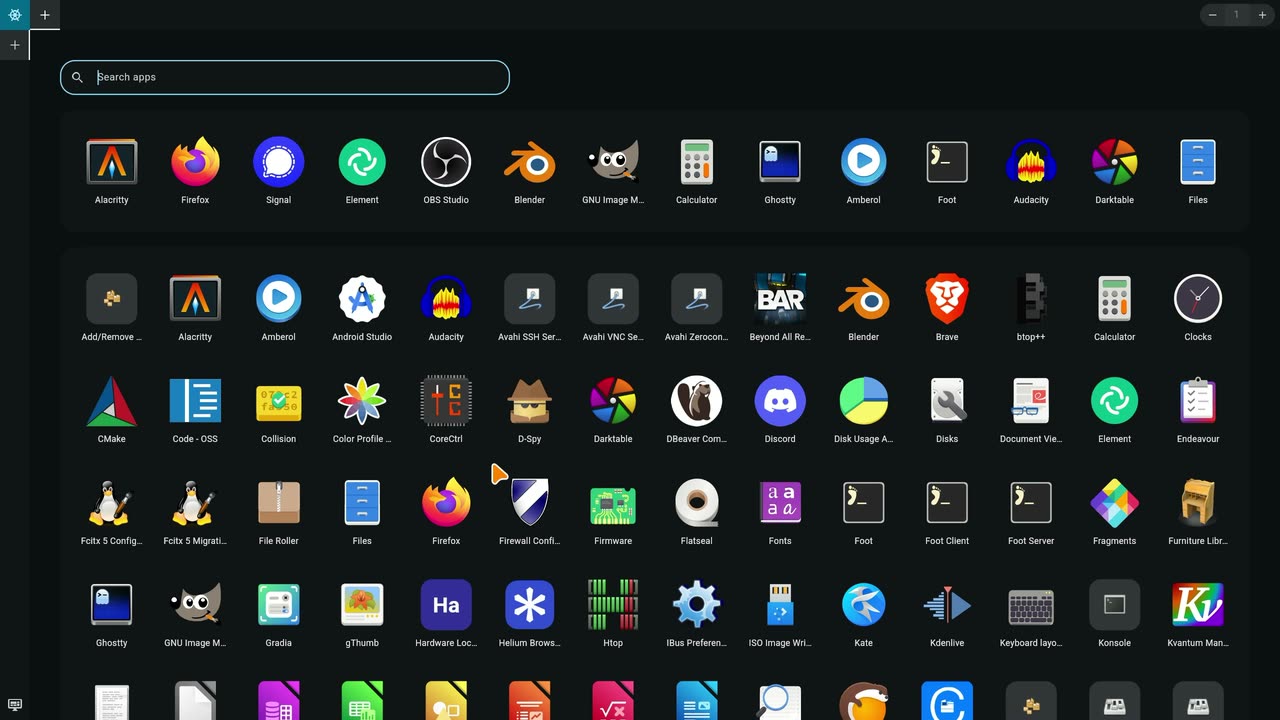 1
Search apps
Alacritty Firefox Signal Element OBS Studio Blender GNU Image M... Calculator Ghostty Amberol Foot Audacity Darktable Files
BAR
Add/Remove ... Alacritty Amberol Android Studio Audacity Avahi SSH Ser... Avahi VNC Se... Avahi Zerocon... Beyond All Re... Blender Brave btop++ Calculator Clocks
CMake Code - OSS Collision Color Profile ... CoreCtrl D-Spy Darktable DBeaver Com... Discord Disk Usage A... Disks Document Vie... Element Endeavour
a a
a a
Fcitx 5 Config... Fcitx 5 Migrati... File Roller Files Firefox Firewall Confi... Firmware Flatseal Fonts Foot Foot Client Foot Server Fragments Furniture Libr...
Ha Kv
Ghostty GNU Image M... Gradia gThumb Hardware Loc... Helium Brows... Htop IBus Preferen... ISO Image Wri... Kate Kdenlive Keyboard layo... Konsole Kvantum Man...